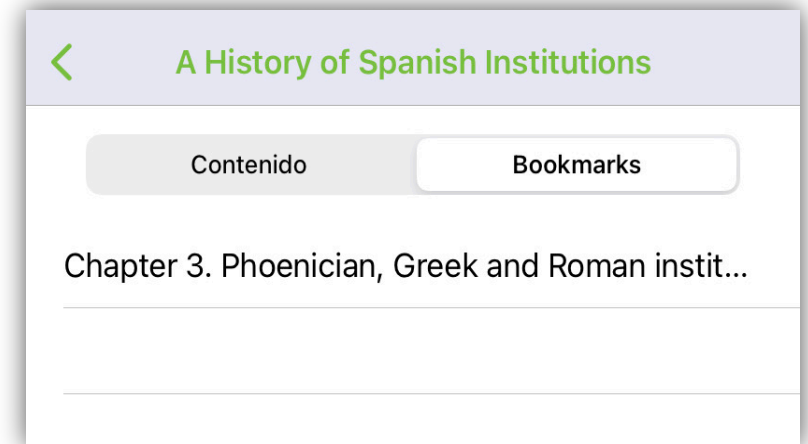 A History of Spanish Institutions
Contenido
Bookmarks
Chapter 3. Phoenician, Greek and Roman instit...